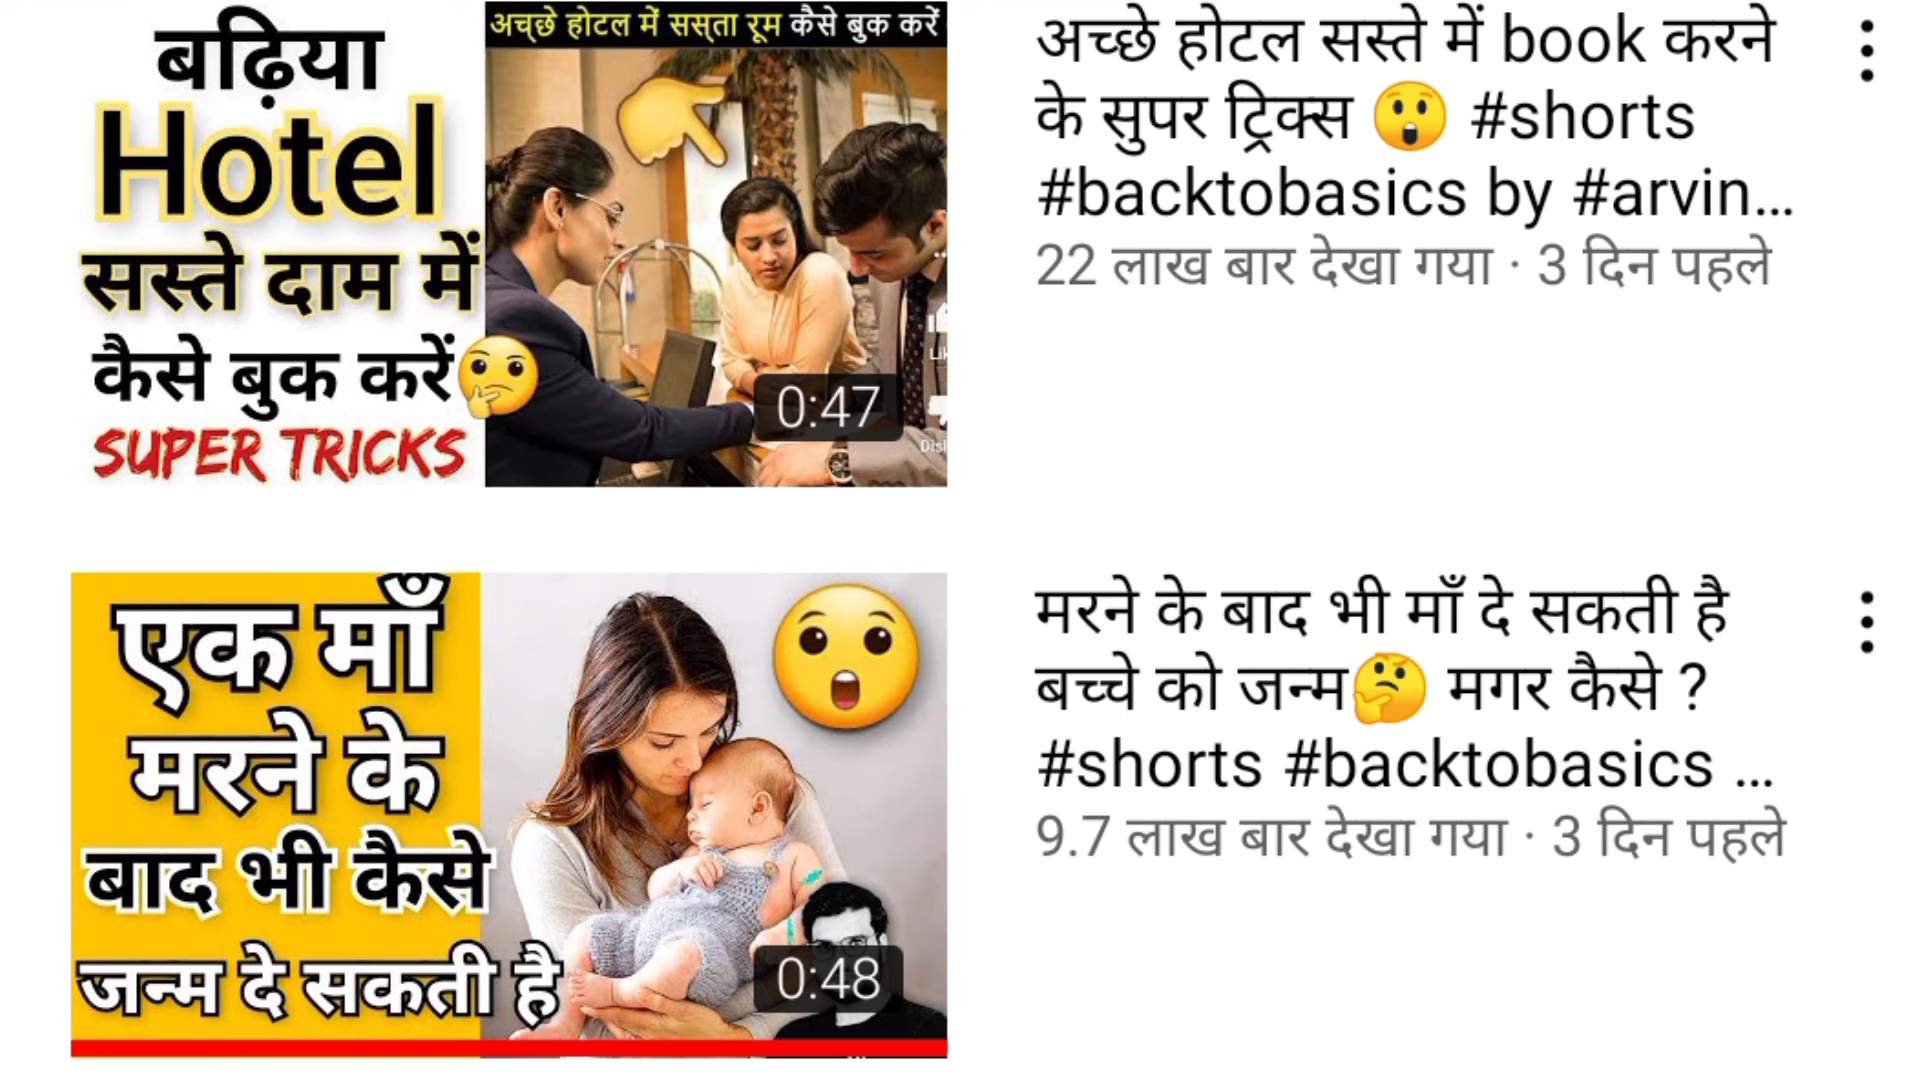 बढ़िया
Hotel
सस्ते दाम में
कैसे बुक करें
SUPER TRICKS
अच्छे होटल में सस्ता रूम कैसे बुक करें
0:47
अच्छे होटल सस्ते में book करने
के सुपर ट्रिक्स 😲 #shorts
#backtobasics by #arvin...
22 लाख बार देखा गया · 3 दिन पहले
एक माँ
मरने के
बाद भी कैसे
जन्म दे सकती है
0:48
मरने के बाद भी माँ दे सकती है
बच्चे को जन्म🤔 मगर कैसे ?
#shorts #backtobasics ...
9.7 लाख बार देखा गया · 3 दिन पहले